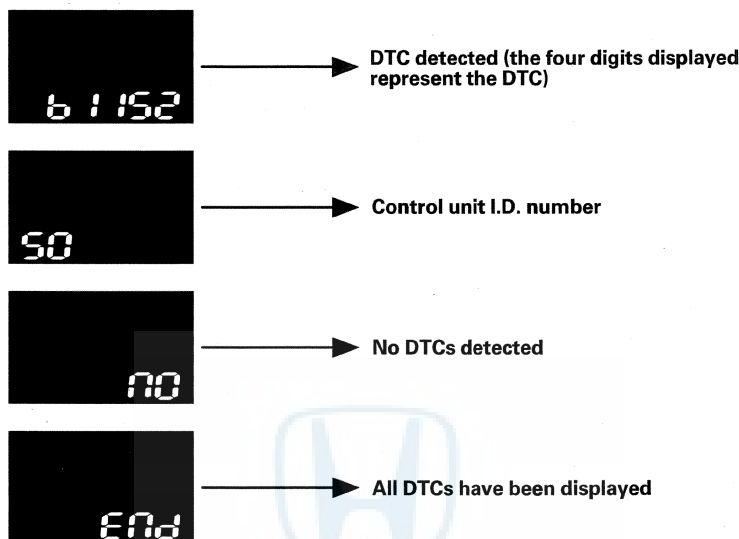 b1152
DTC detected (the four digits displayed
represent the DTC)
50
Control unit I.D. number
no
No DTCs detected
End
All DTCs have been displayed